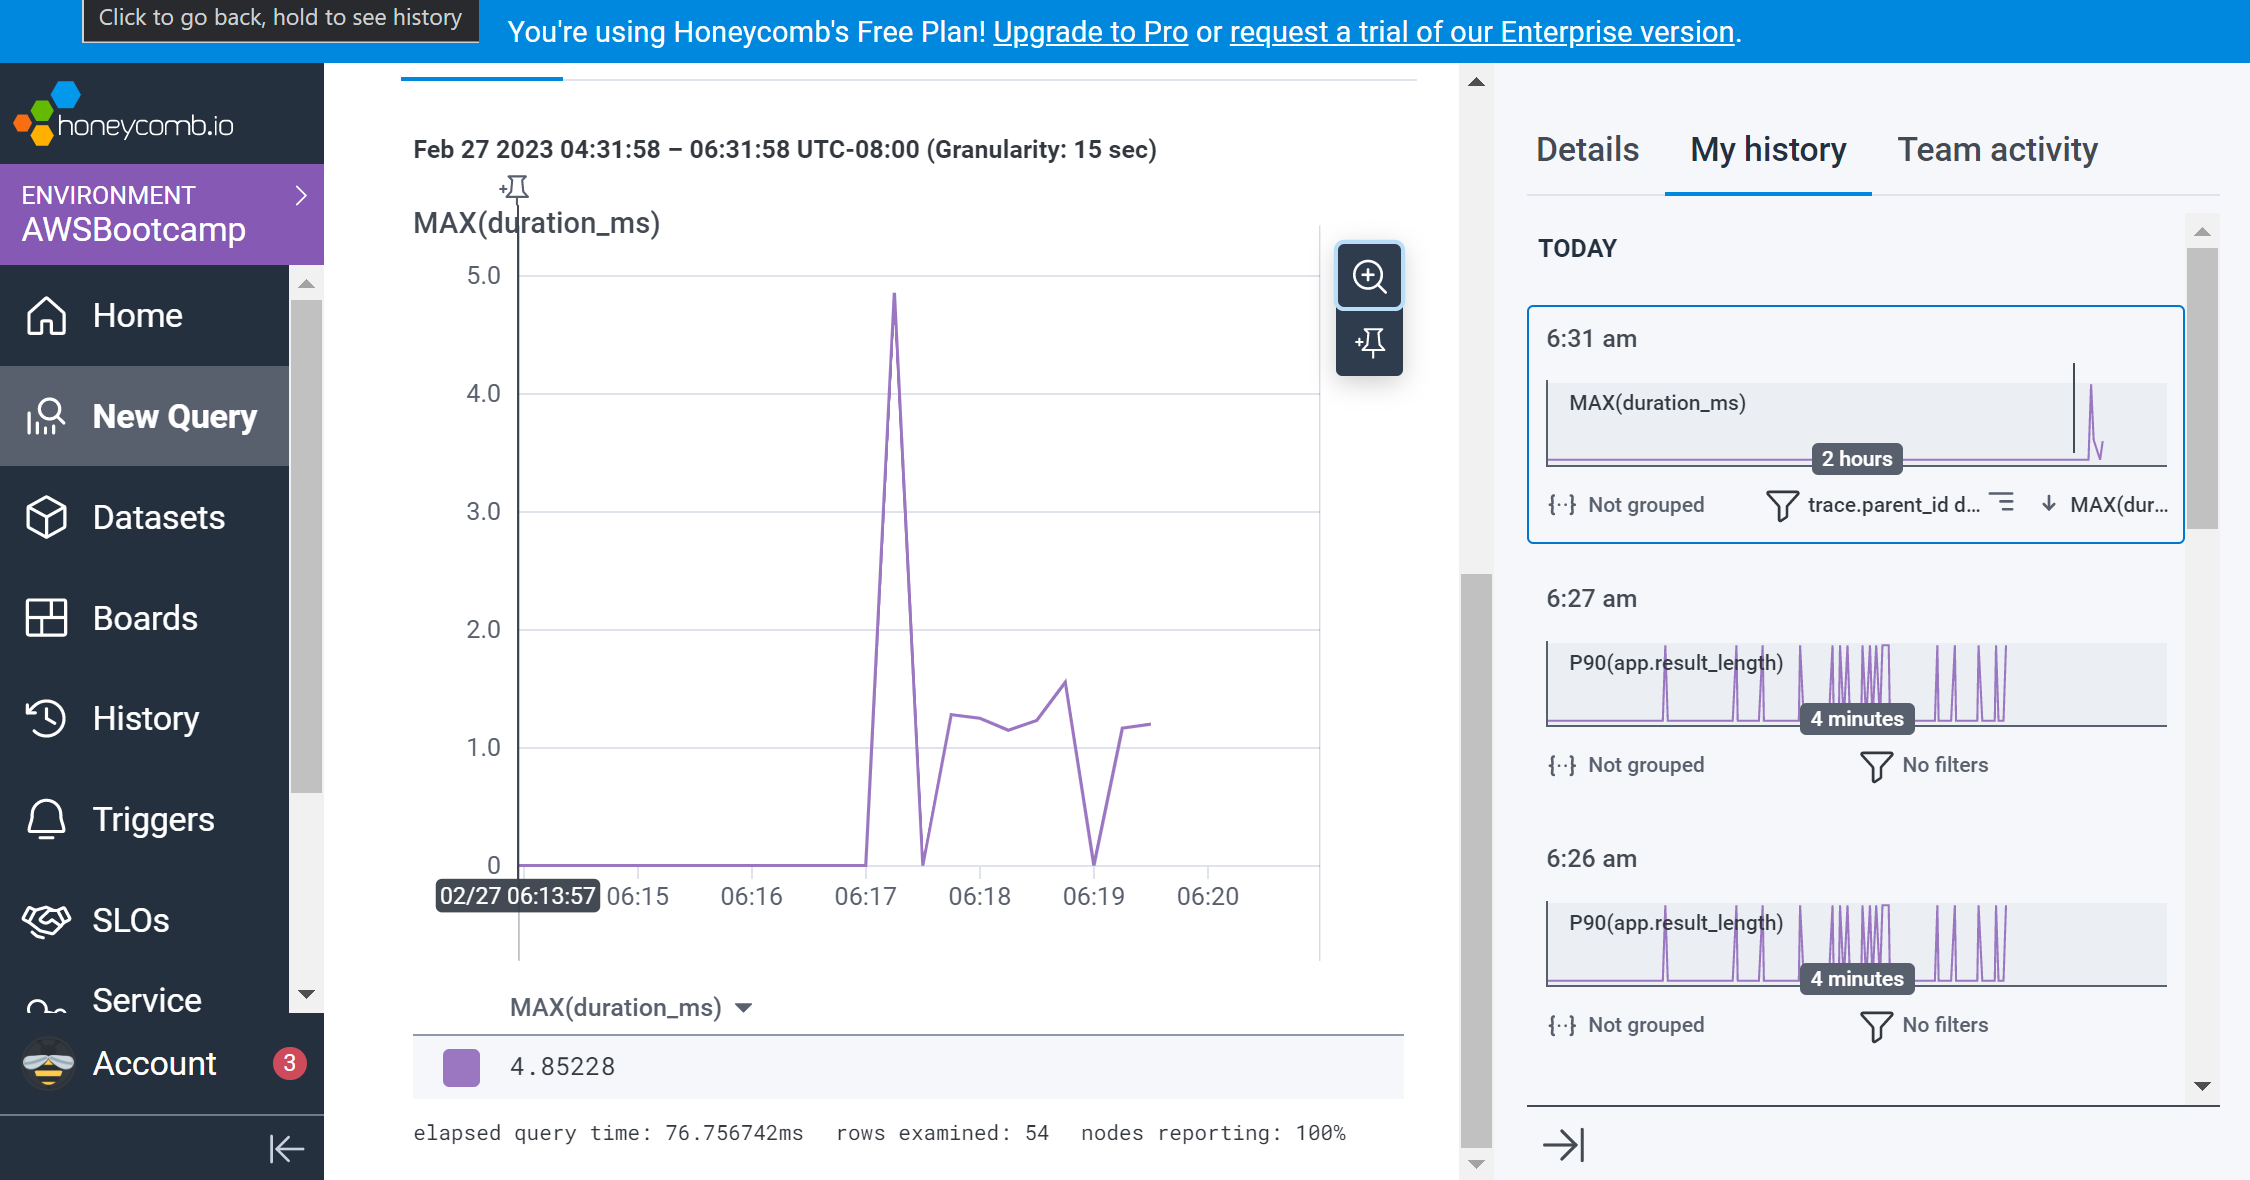 Click to go back, hold to see history
You're using Honeycomb's Free Plan! Upgrade to Pro or request a trial of our Enterprise version.
honeycomb.io
ENVIRONMENT
AWSBootcamp
Home
New Query
Datasets
Boards
History
Triggers
SLOs
Service
Account
3
Feb 27 2023 04:31:58 – 06:31:58 UTC-08:00 (Granularity: 15 sec)
MAX(duration_ms)
5.0
4.0
3.0
2.0
1.0
0
02/27 06:13:57 06:15 06:16 06:17 06:18 06:19 06:20
MAX(duration_ms)
4.85228
elapsed query time: 76.756742ms rows examined: 54 nodes reporting: 100%
Details My history Team activity
TODAY
6:31 am
MAX(duration_ms)
2 hours
Not grouped trace.parent_id d... MAX(dur...
6:27 am
P90(app.result_length)
4 minutes
Not grouped No filters
6:26 am
P90(app.result_length)
4 minutes
Not grouped No filters